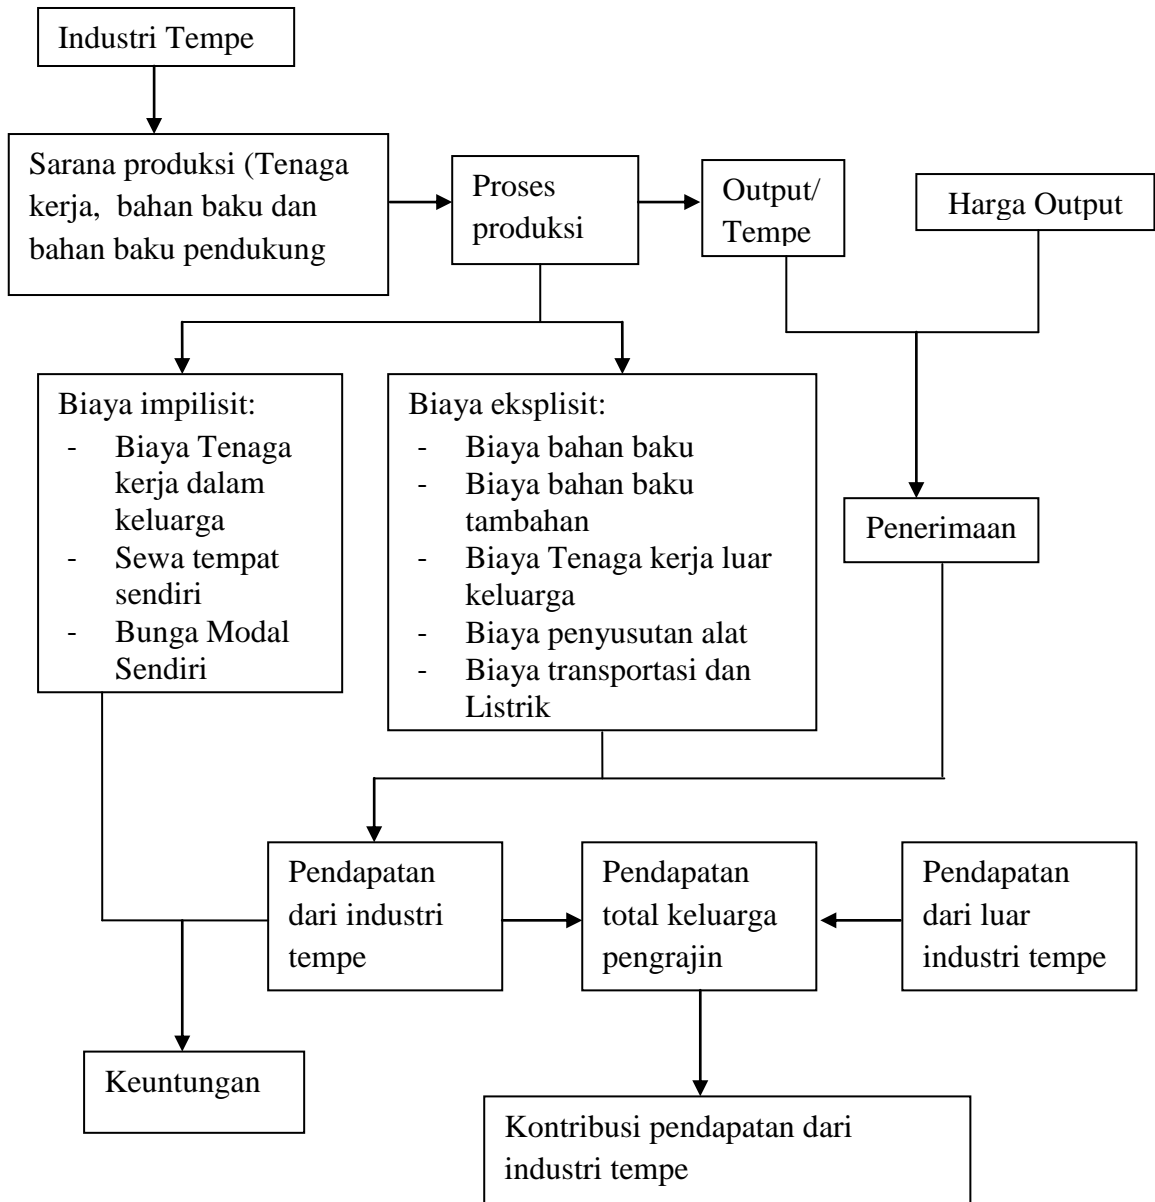 Industri Tempe
Sarana produksi (Tenaga
kerja, bahan baku dan
bahan baku pendukung
Proses
produksi
Output/
Tempe
Harga Output
Biaya impilisit:
- Biaya Tenaga
kerja dalam
keluarga
- Sewa tempat
sendiri
- Bunga Modal
Sendiri
Biaya eksplisit:
- Biaya bahan baku
- Biaya bahan baku
tambahan
- Biaya Tenaga kerja luar
keluarga
- Biaya penyusutan alat
- Biaya transportasi dan
Listrik
Penerimaan
Pendapatan
dari industri
tempe
Pendapatan
total keluarga
pengrajin
Pendapatan
dari luar
industri tempe
Keuntungan
Kontribusi pendapatan dari
industri tempe